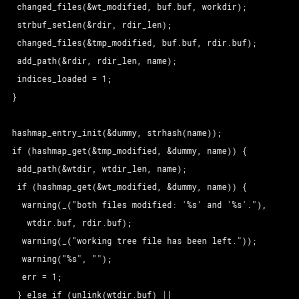 changed_files(&wt_modified, buf.buf, workdir);
strbuf_setlen(&rdir, rdir_len);
changed_files(&tmp_modified, buf.buf, rdir.buf);
add_path(&rdir, rdir_len, name);
indices_loaded = 1;
}
hashmap_entry_init(&dummy, strhash(name));
if (hashmap_get(&tmp_modified, &dummy, name)) {
add_path(&wtdir, wtdir_len, name);
if (hashmap_get(&wt_modified, &dummy, name)) {
warning(_("both files modified: '%s' and '%s'."),
wtdir.buf, rdir.buf);
warning(_("working tree file has been left."));
warning("%s", "");
err = 1;
} else if (unlink(wtdir.buf) ||